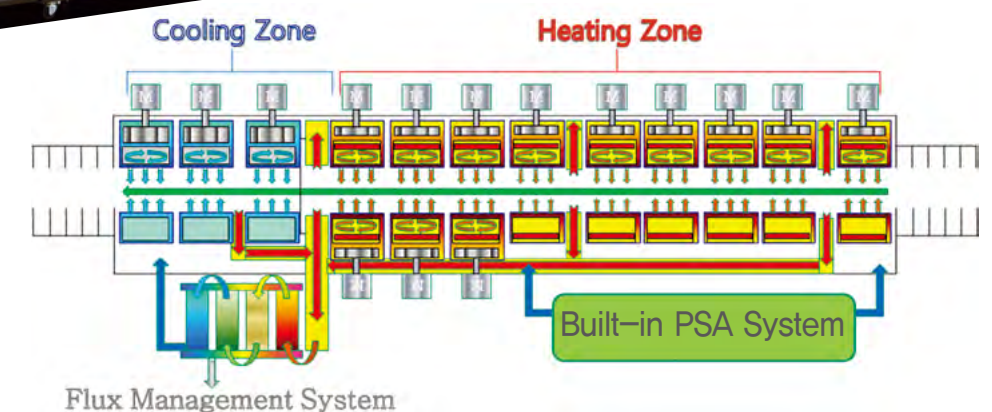 Cooling Zone
Heating Zone
M M M M M M M M M M M M
M M M
Built-in PSA System
Flux Management System